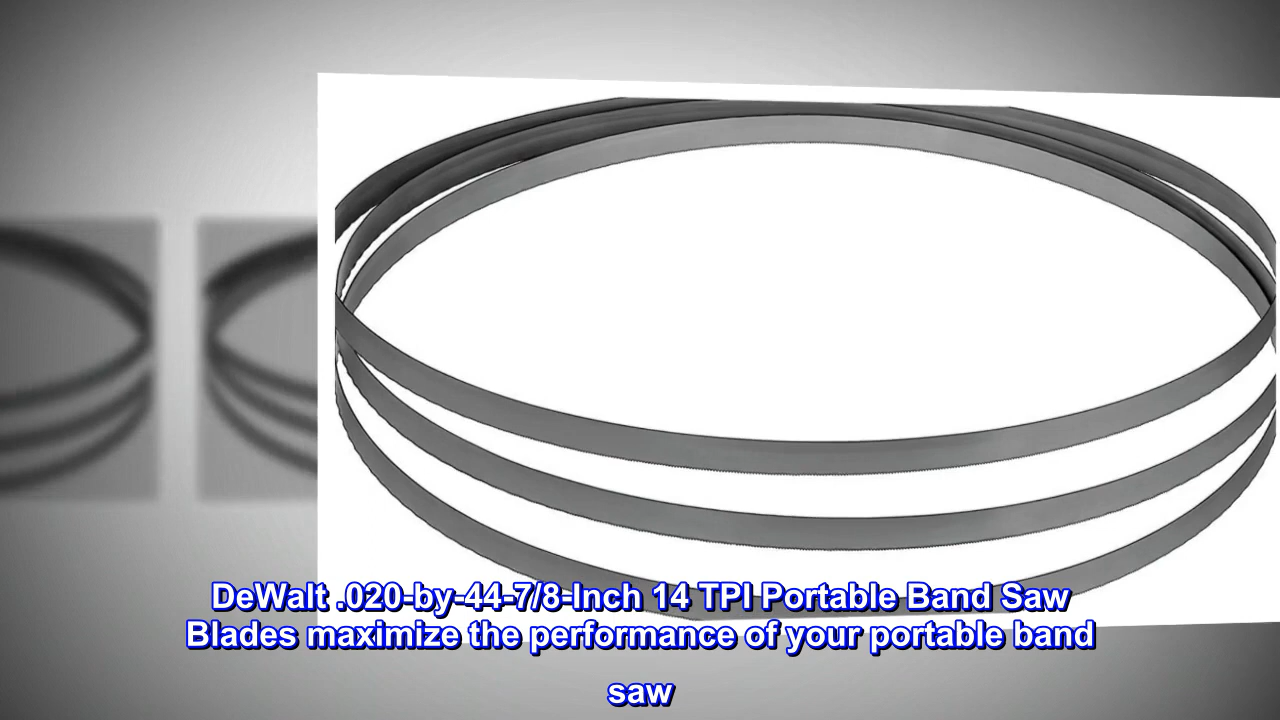 DeWalt .020-by-44-7/8-Inch 14 TPI Portable Band Saw
Blades maximize the performance of your portable band
saw